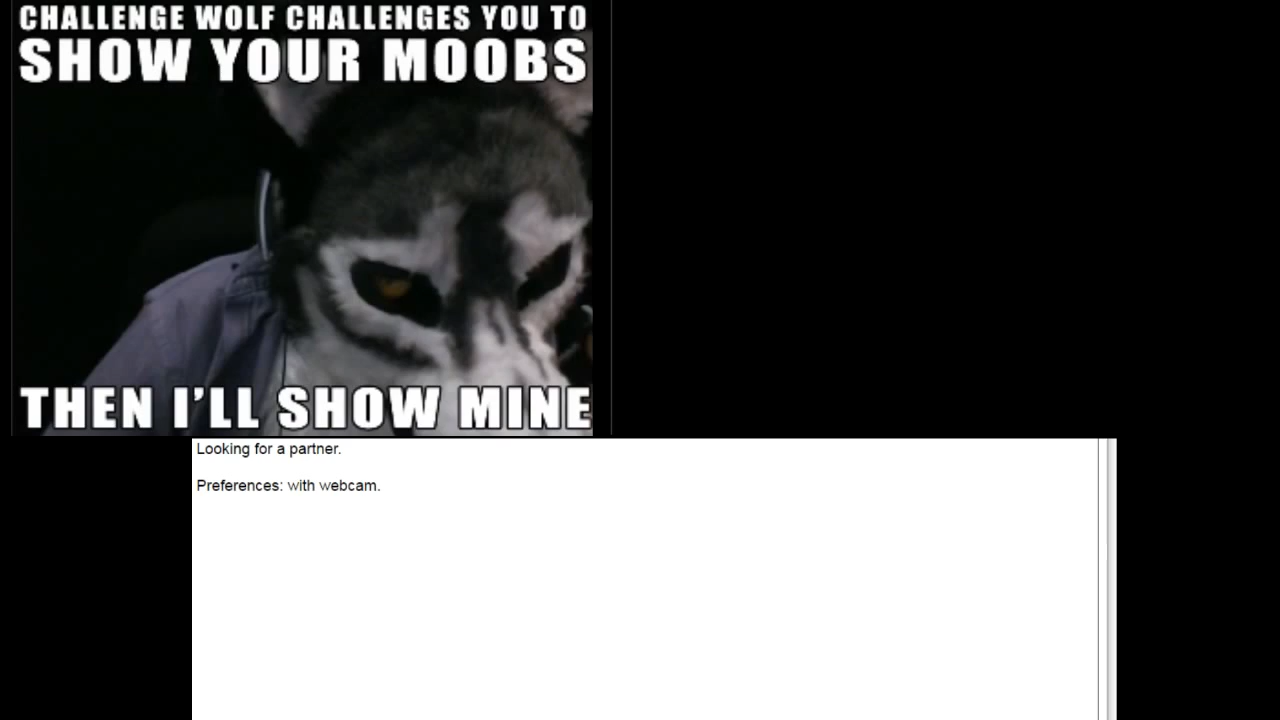 CHALLENGE WOLF CHALLENGES YOU TO
SHOW YOUR MOOBS
THEN I'LL SHOW MINE
Looking for a partner.
Preferences: with webcam.